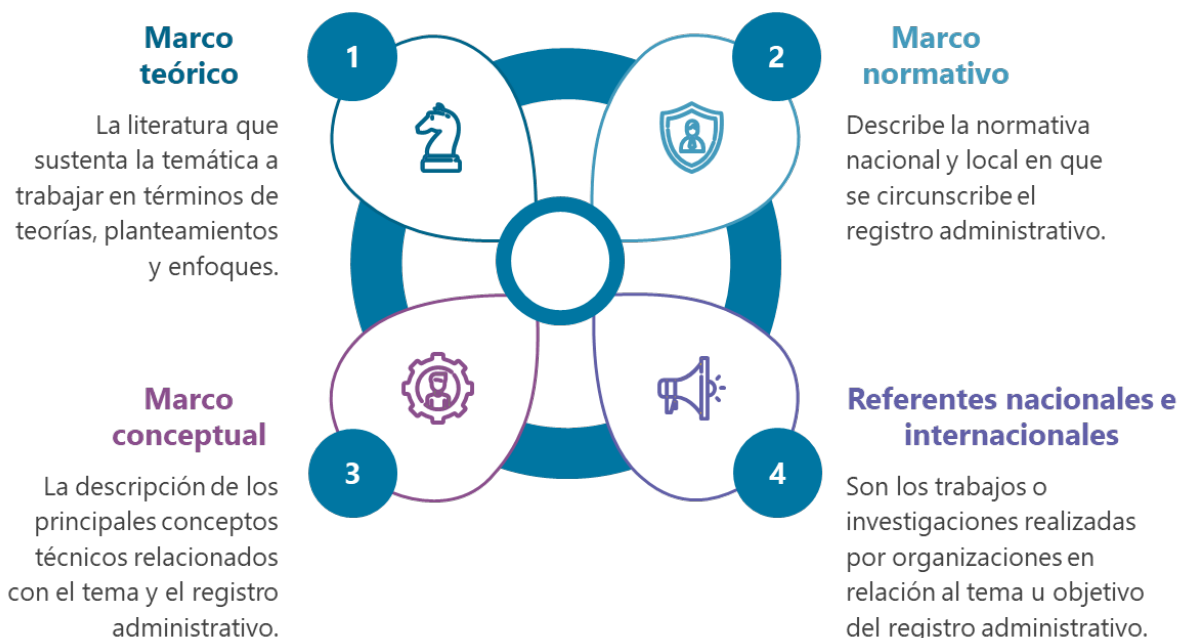 1
Marco
teórico
La literatura que
sustenta la temática a
trabajar en términos de
teorías, planteamientos
y enfoques.
2
Marco
normativo
Describe la normativa
nacional y local en que
se circunscribe el
registro administrativo.
3
Marco
conceptual
La descripción de los
principales conceptos
técnicos relacionados
con el tema y el registro
administrativo.
4
Referentes nacionales e
internacionales
Son los trabajos o
investigaciones realizadas
por organizaciones en
relación al tema u objetivo
del registro administrativo.